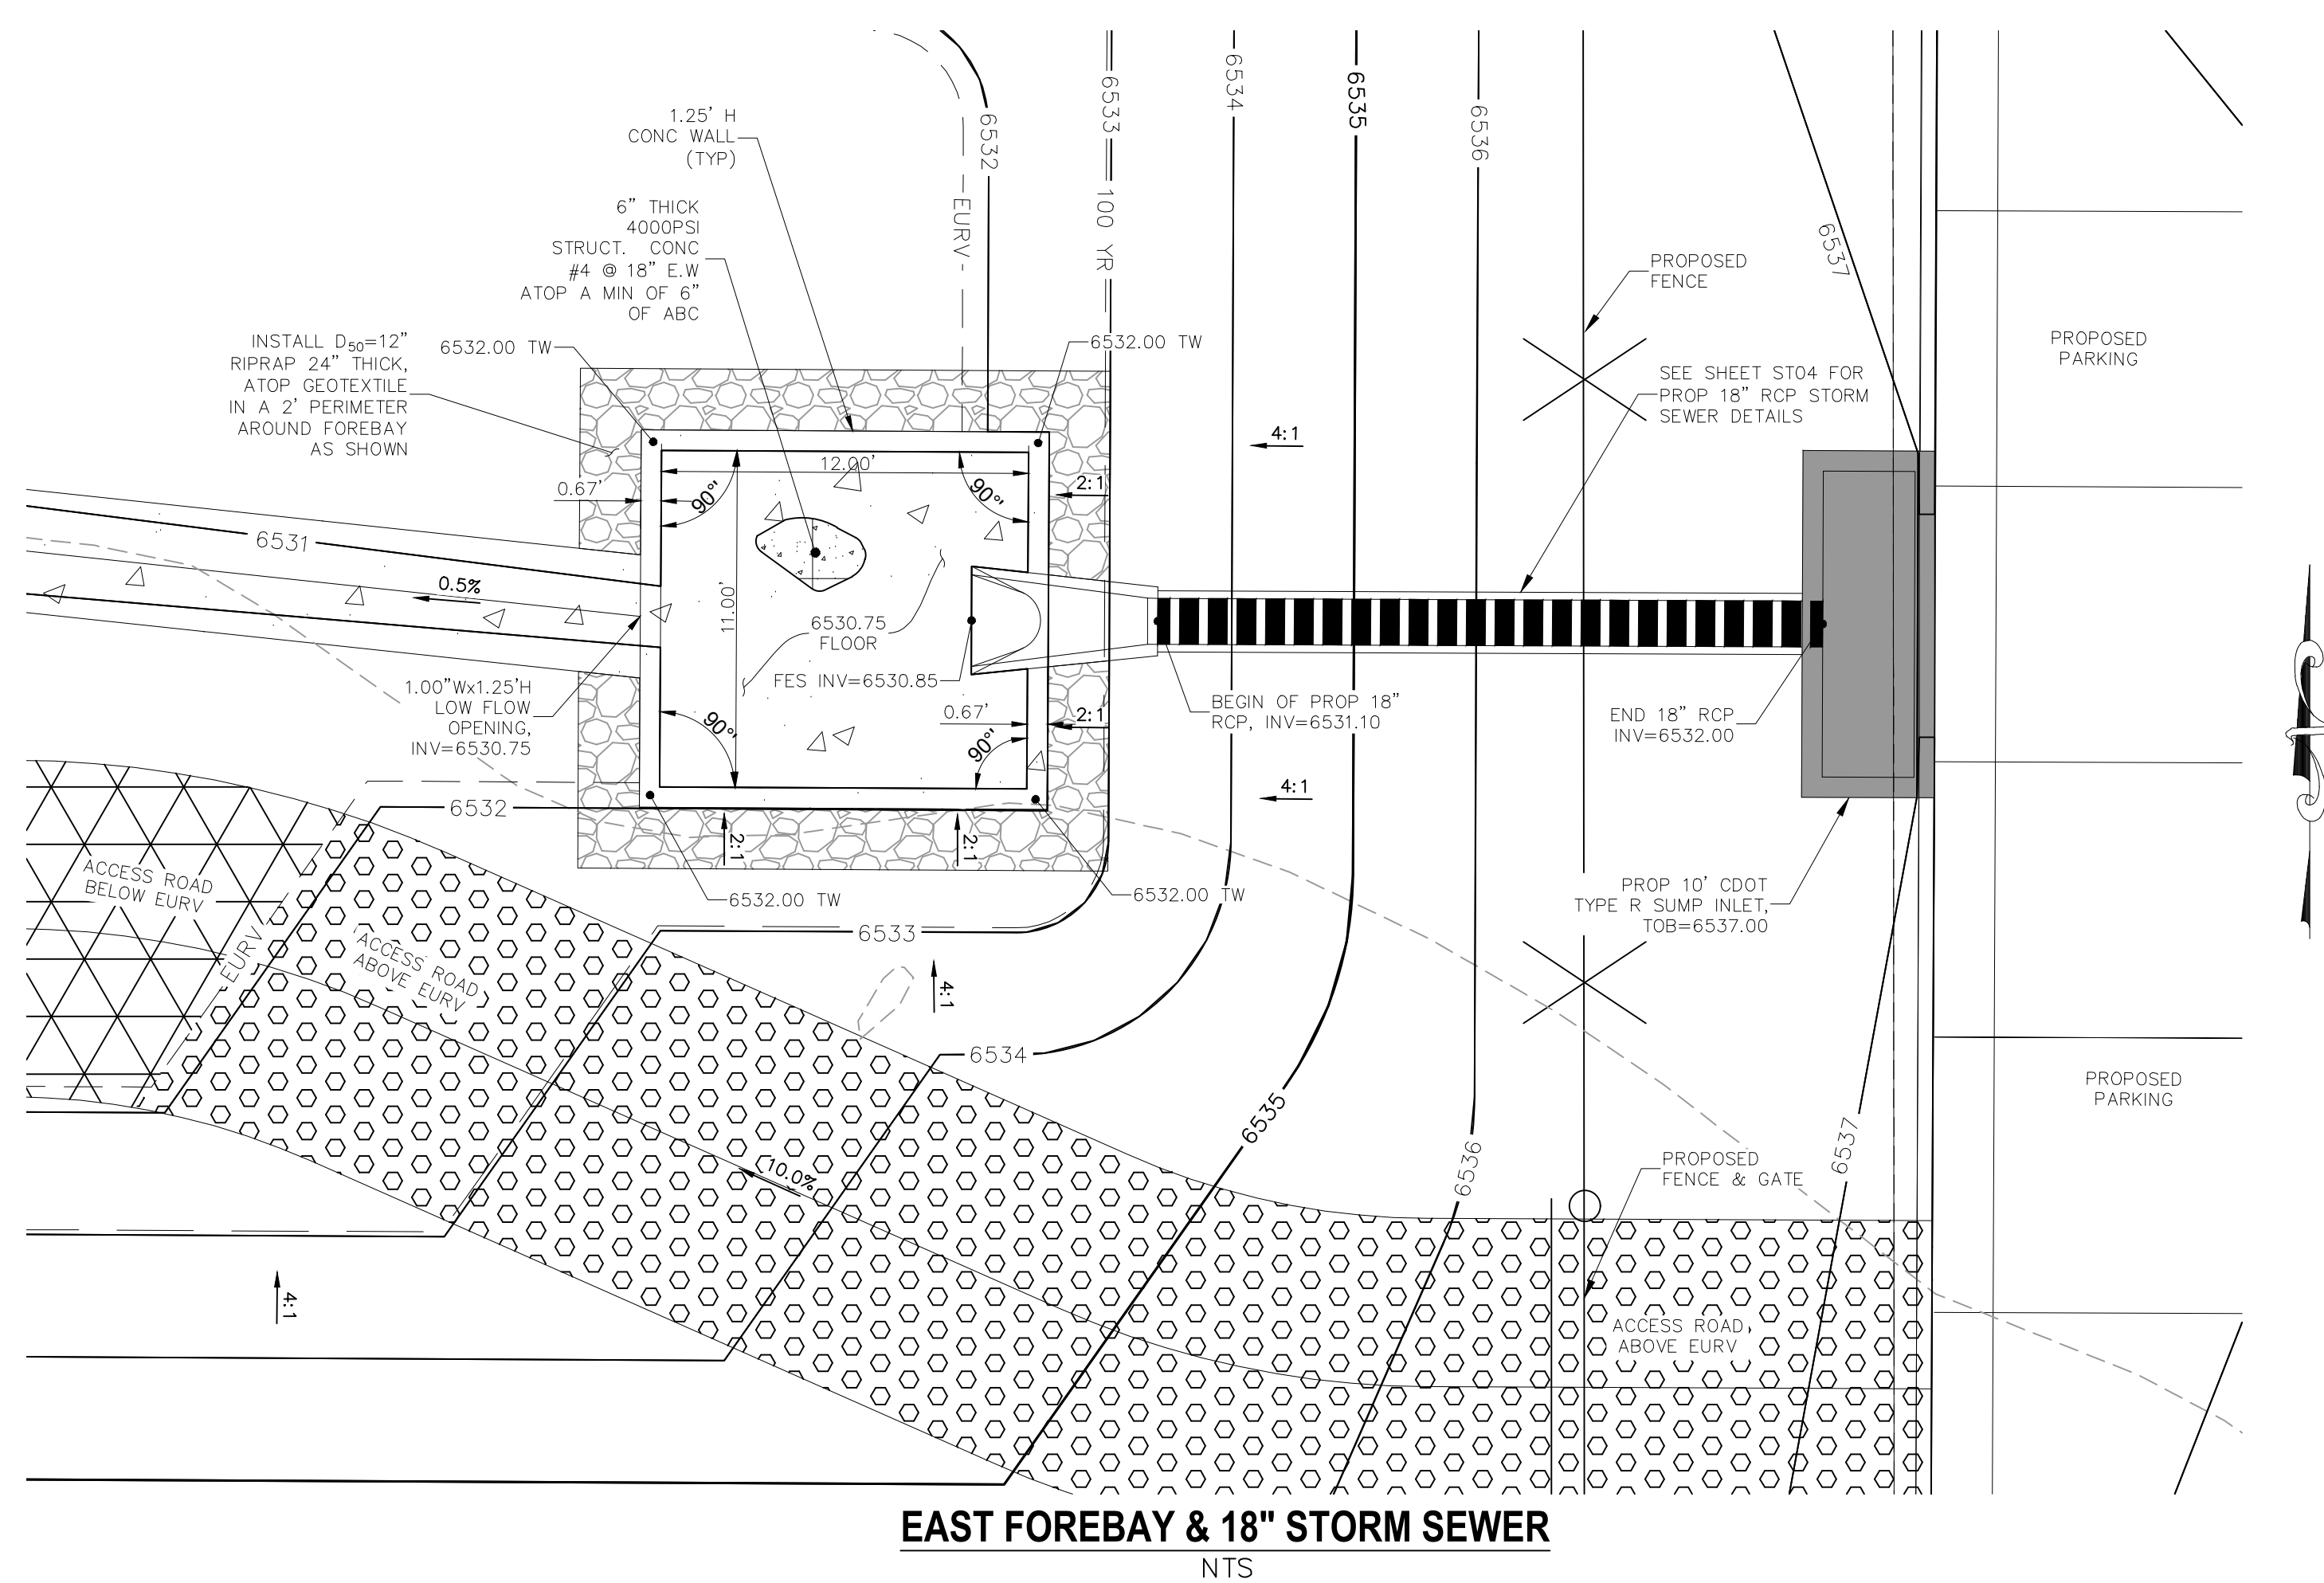 1.25' H
CONC WALL
(TYP)
6" THICK
4000PSI
STRUCT. CONC
#4 @ 18" E.W
ATOP A MIN OF 6"
OF ABC
INSTALL D50=12"
RIPRAP 24" THICK,
ATOP GEOTEXTILE
IN A 2' PERIMETER
AROUND FOREBAY
AS SHOWN
6532.00 TW
6532.00 TW
EURV
6532
6533
100 YR
6534
6535
6536
6537
PROPOSED
FENCE
SEE SHEET ST04 FOR
PROP 18" RCP STORM
SEWER DETAILS
PROPOSED
PARKING
4:1
2:1
12.00'
0.67'
90°'
90°'
11.00'
6531
0.5%
6530.75
FLOOR
FES INV=6530.85
1.00"Wx1.25'H
LOW FLOW
OPENING,
INV=6530.75
0.67'
90°'
90°'
2:1
BEGIN OF PROP 18"
RCP, INV=6531.10
END 18" RCP
INV=6532.00
4:1
6532
2:1
2:1
6532.00 TW
6532.00 TW
PROP 10' CDOT
TYPE R SUMP INLET,
TOB=6537.00
ACCESS ROAD
BELOW EURV
EURV
ACCESS ROAD
ABOVE EURV
6533
4:1
6534
6535
6536
6537
10.0%
PROPOSED
FENCE & GATE
PROPOSED
PARKING
4:1
ACCESS ROAD
ABOVE EURV
EAST FOREBAY & 18" STORM SEWER
NTS